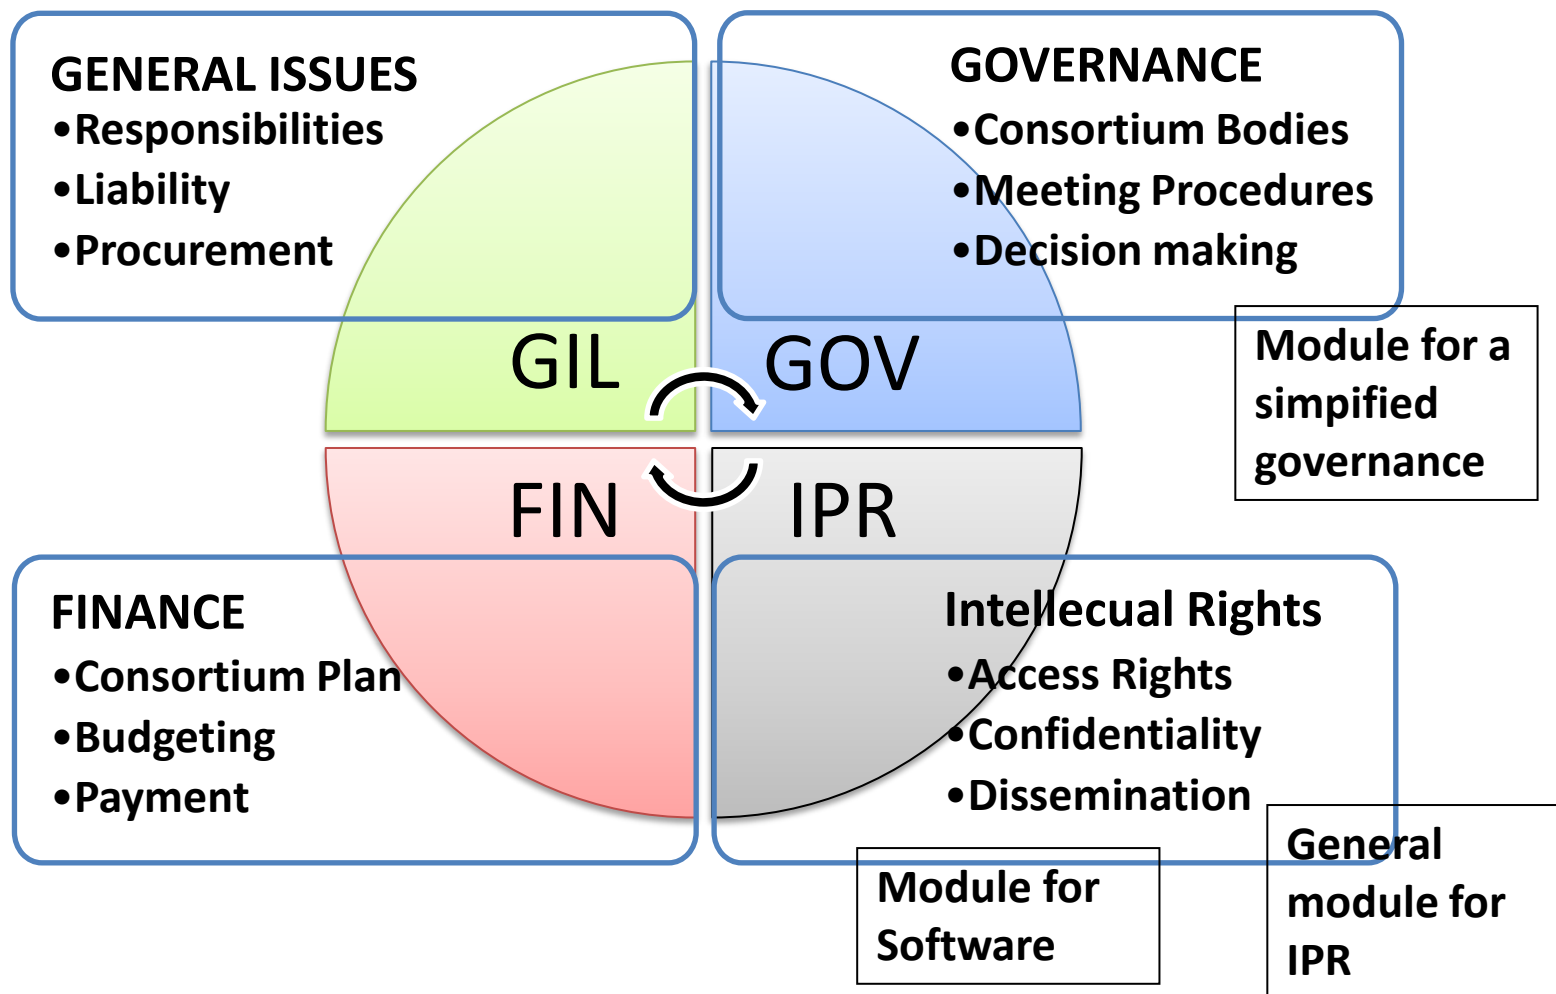 GENERAL ISSUES
•Responsibilities
•Liability
•Procurement
GOVERNANCE
•Consortium Bodies
•Meeting Procedures
•Decision making
Module for a
simpified
governance
GIL
GOV
FIN
IPR
FINANCE
•Consortium Plan
•Budgeting
•Payment
Intellecual Rights
•Access Rights
•Confidentiality
•Dissemination
Module for
Software
General
module for
IPR